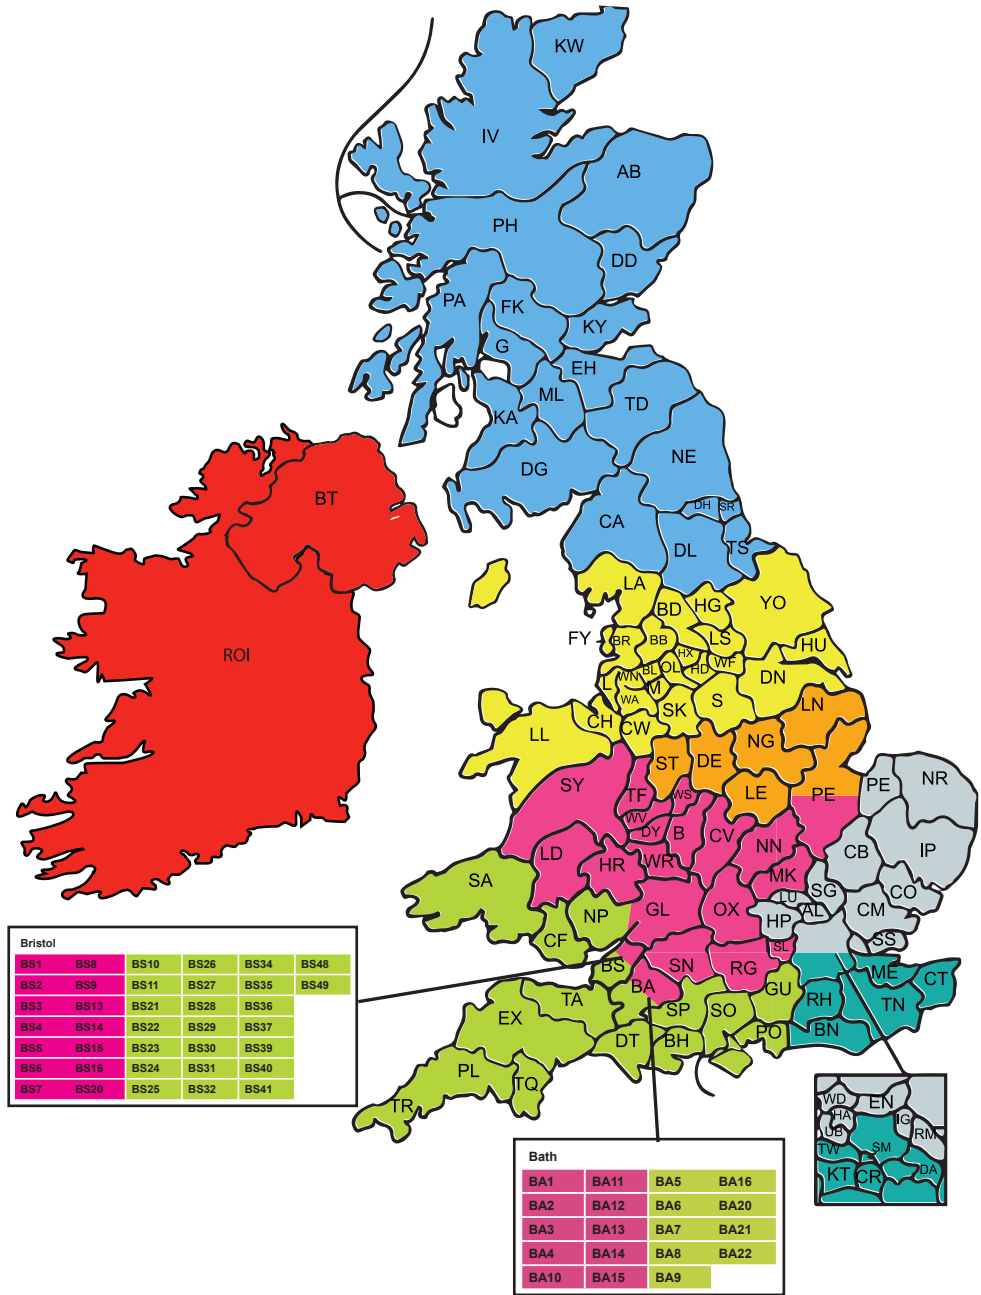 KW
IV
AB
PH
DD
PA
FK
KY
G
EH
ML
TD
KA
NE
DG
BT
DH
SR
CA
DL
TS
LA
HG
YO
BD
FY
BR
BB
LS
HU
ROI
HX
WF
BL
OL
HD
WN
DN
L
M
WA
S
SK
LN
CH
CW
LL
NG
ST
DE
SY
PE
NR
TF
WS
LE
PE
WV
DY
B
CV
NN
CB
IP
LD
HR
WR
MK
SA
SG
CO
LU
NP
GL
OX
HP
AL
CM
CF
SL
SS
BS
SN
RG
ME
CT
BA
GU
TA
SP
SO
RH
TN
EX
DT
BH
PO
BN
PL
TQ
TR
Bristol
BS1 BS8 BS10 BS26 BS34 BS48
BS2 BS9 BS11 BS27 BS35 BS49
BS3 BS13 BS21 BS28 BS36
BS4 BS14 BS22 BS29 BS37
BS5 BS15 BS23 BS30 BS39
BS6 BS16 BS24 BS31 BS40
BS7 BS20 BS25 BS32 BS41
WD
EN
HA
IG
UB
RM
TW
SM
KT
CR
DA
Bath
BA1 BA11 BA5 BA16
BA2 BA12 BA6 BA20
BA3 BA13 BA7 BA21
BA4 BA14 BA8 BA22
BA10 BA15 BA9